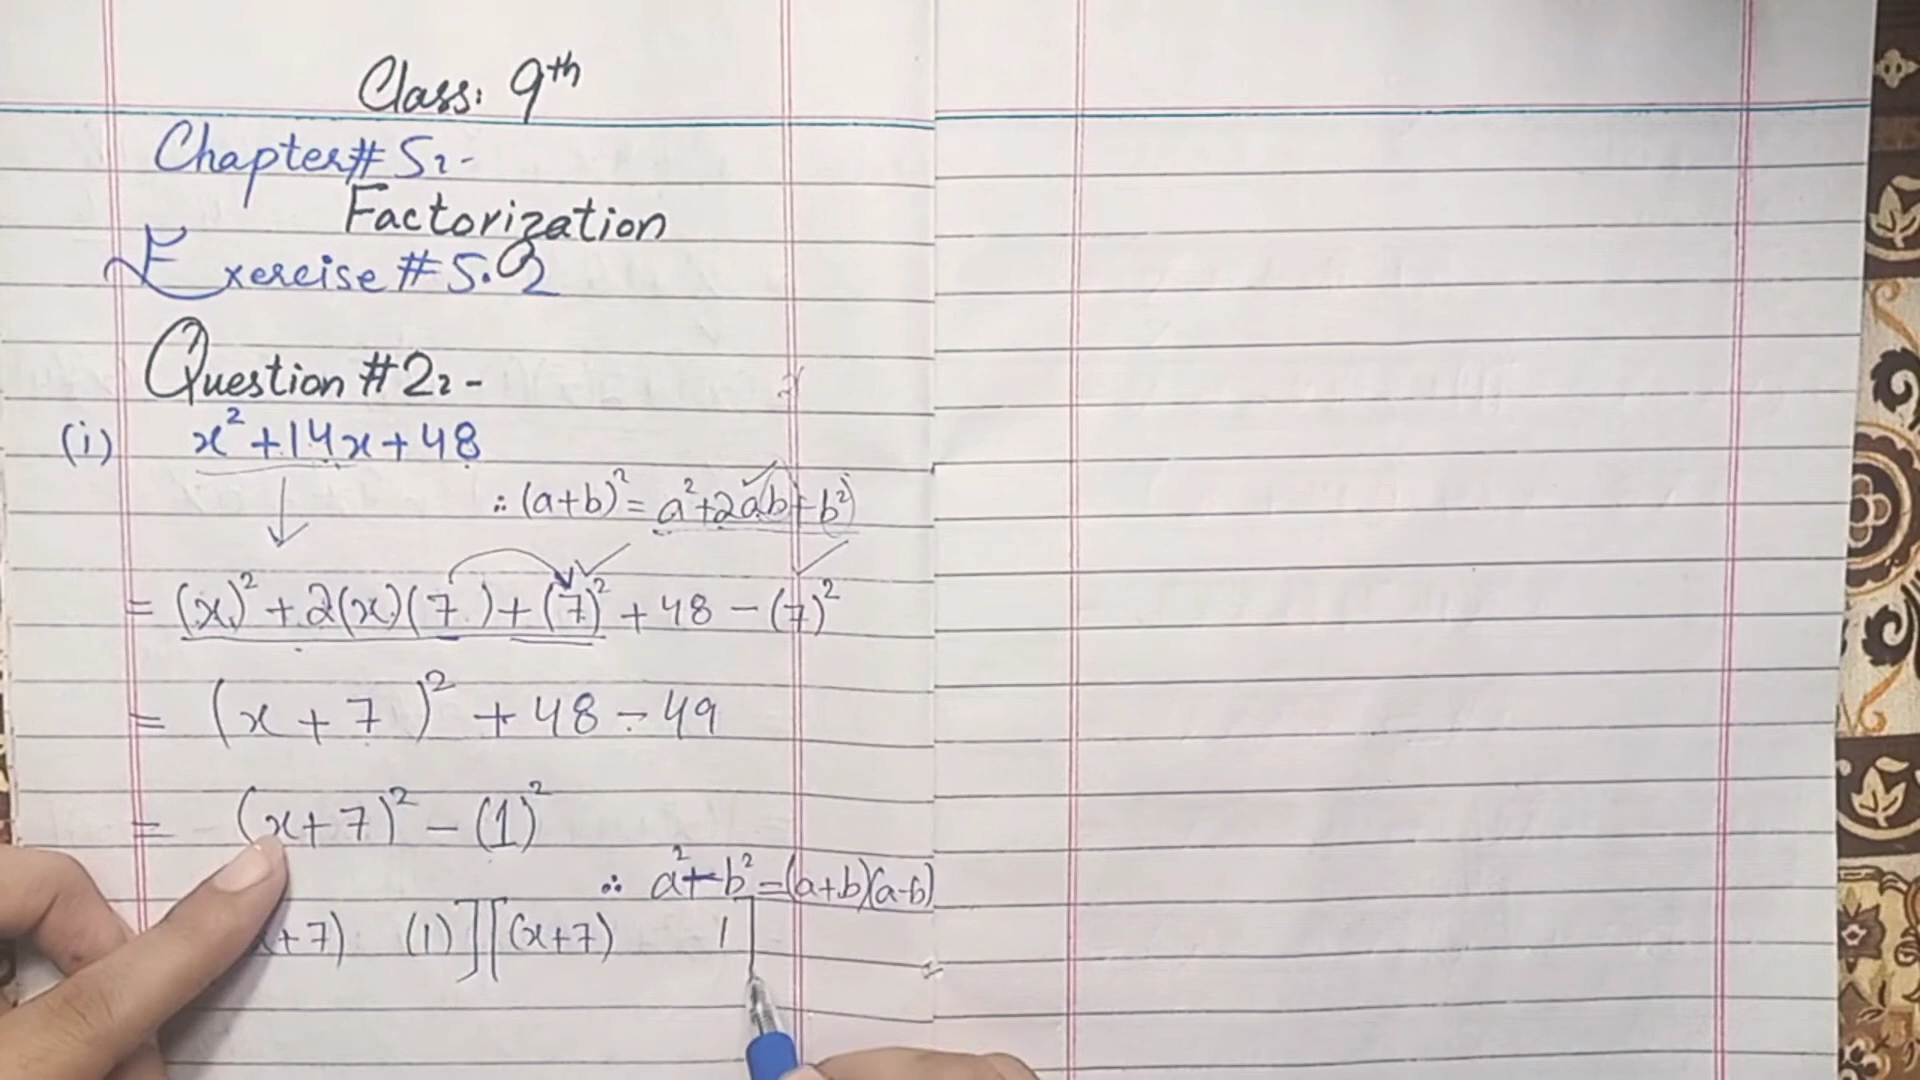 Class: 9th
Chapter# 5:-
Factorization
Exercise # 5.2
Question #2:-
(i) x² + 14x + 48
∴ (a+b)² = a² + 2ab + b²
= (x)² + 2(x)(7) + (7)² + 48 − (7)²
= (x + 7)² + 48 − 49
= (x+7)² − (1)²
∴ a² − b² = (a+b)(a−b)
+7) (1)][(x+7) 1]